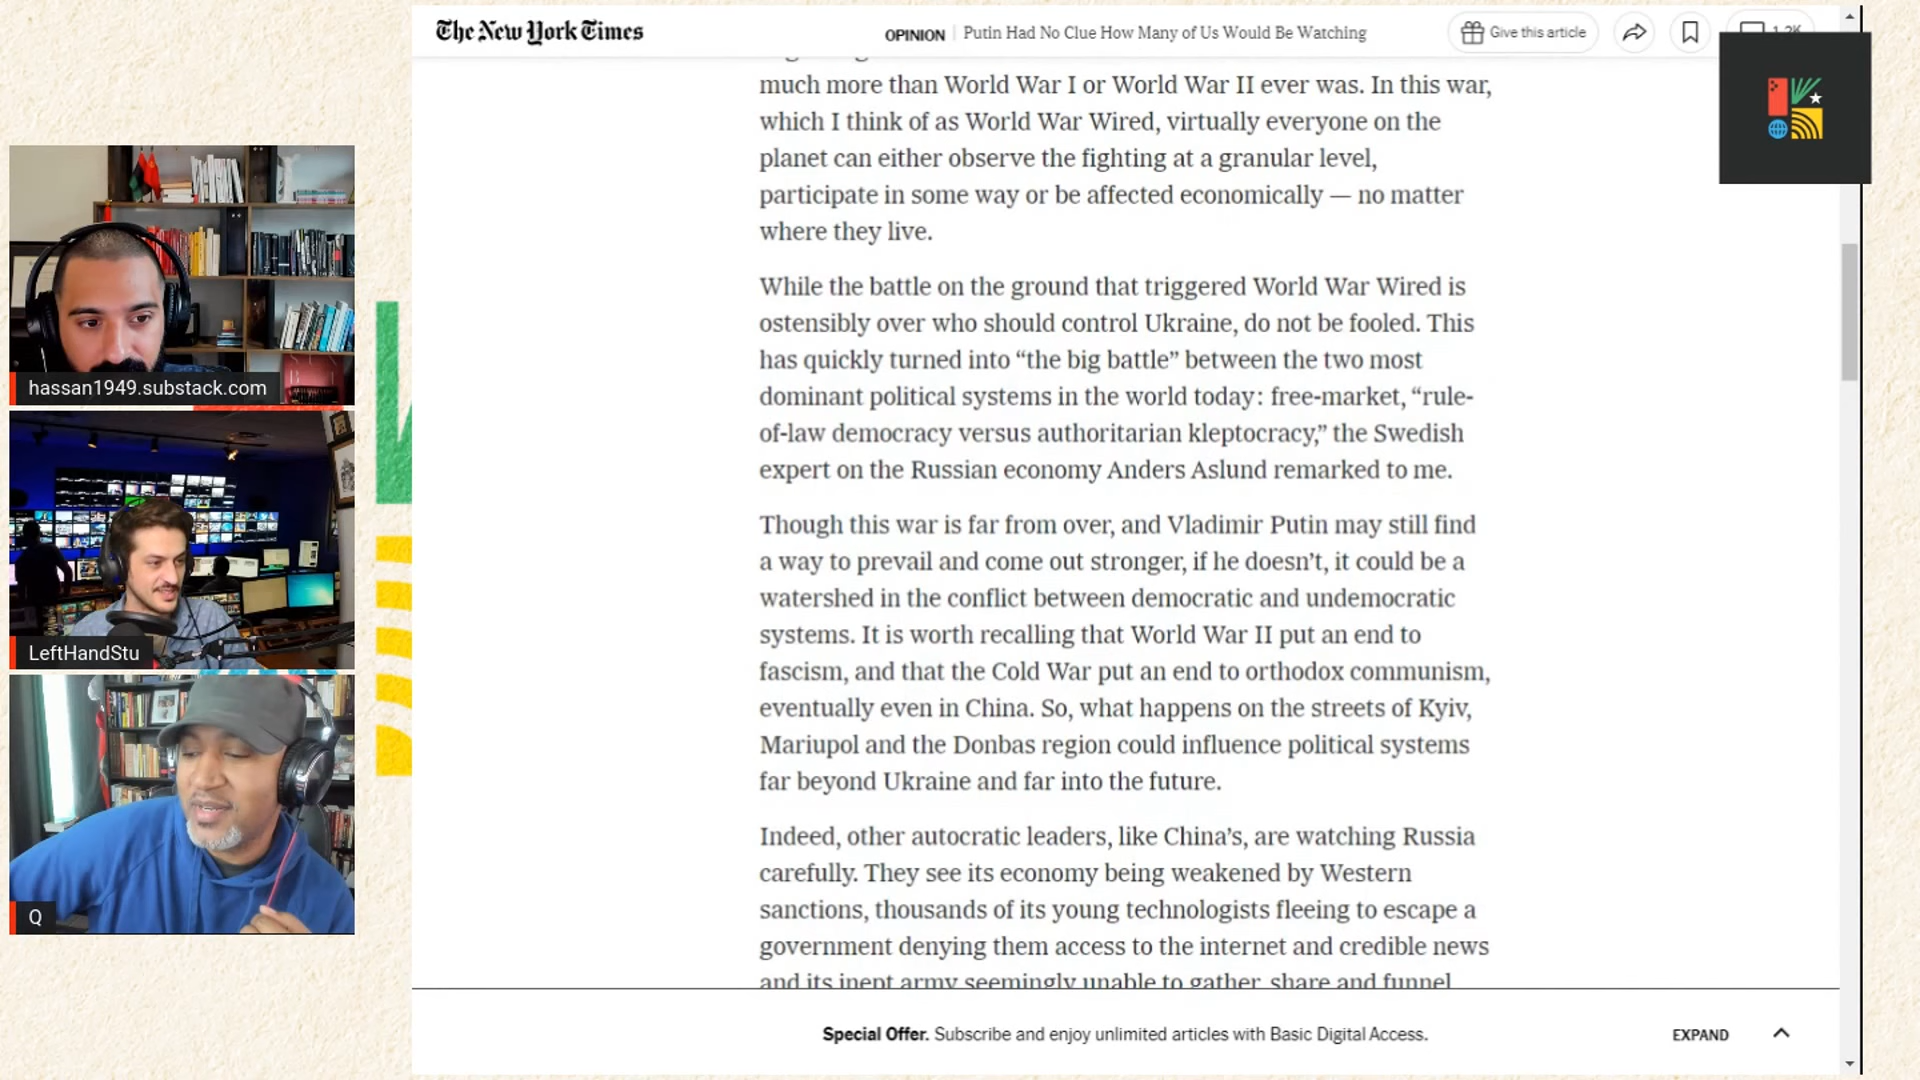 The New York Times
OPINION
Putin Had No Clue How Many of Us Would Be Watching
Give this article
much more than World War I or World War II ever was. In this war,
which I think of as World War Wired, virtually everyone on the
planet can either observe the fighting at a granular level,
participate in some way or be affected economically — no matter
where they live.
While the battle on the ground that triggered World War Wired is
ostensibly over who should control Ukraine, do not be fooled. This
has quickly turned into “the big battle” between the two most
dominant political systems in the world today: free-market, “rule-
of-law democracy versus authoritarian kleptocracy,” the Swedish
expert on the Russian economy Anders Aslund remarked to me.
Though this war is far from over, and Vladimir Putin may still find
a way to prevail and come out stronger, if he doesn’t, it could be a
watershed in the conflict between democratic and undemocratic
systems. It is worth recalling that World War II put an end to
fascism, and that the Cold War put an end to orthodox communism,
eventually even in China. So, what happens on the streets of Kyiv,
Mariupol and the Donbas region could influence political systems
far beyond Ukraine and far into the future.
Indeed, other autocratic leaders, like China’s, are watching Russia
carefully. They see its economy being weakened by Western
sanctions, thousands of its young technologists fleeing to escape a
government denying them access to the internet and credible news
and its inept army seemingly unable to gather, share and funnel
Special Offer. Subscribe and enjoy unlimited articles with Basic Digital Access.
EXPAND
hassan1949.substack.com
LeftHandStu
Q